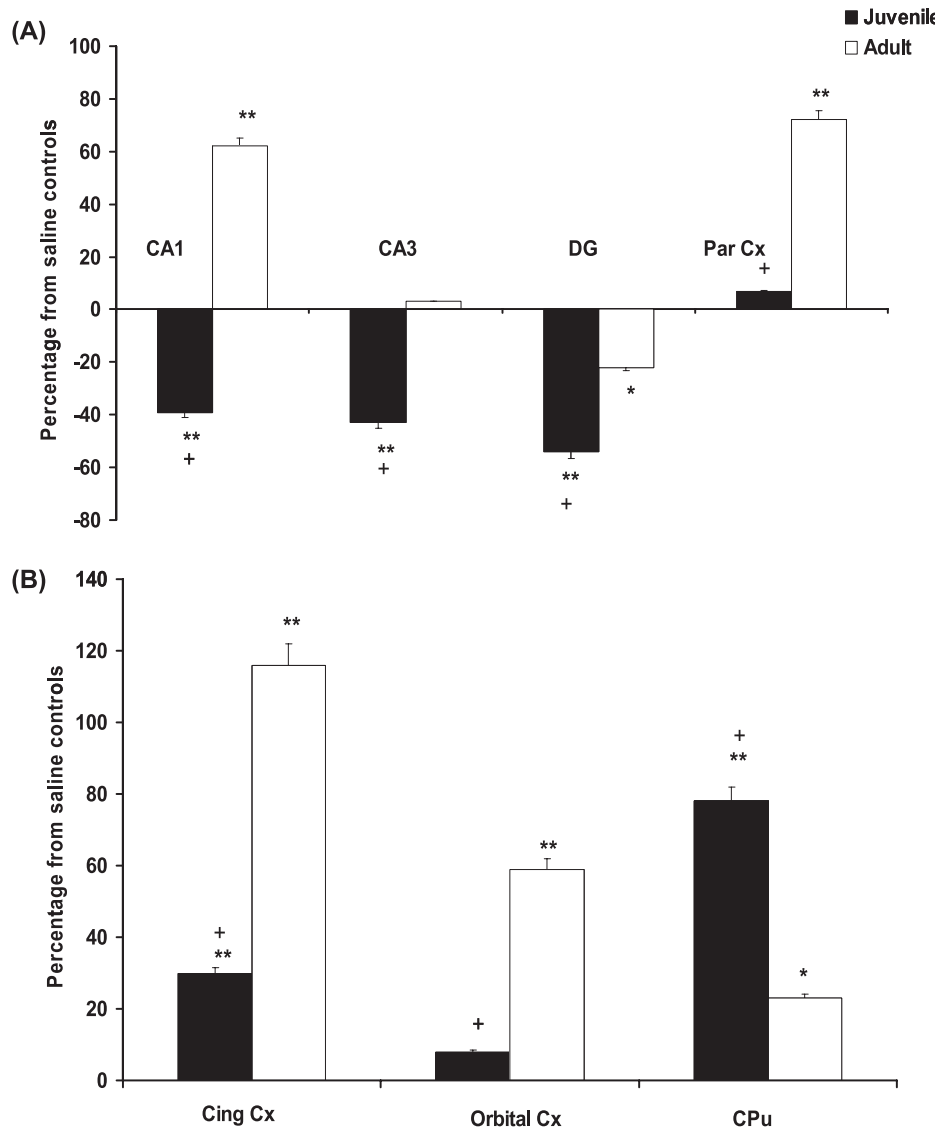 Juvenile
(A)
Adult
100
80
60
40
20
0
-20
-40
-60
-80
Percentage from saline controls
**
**
CA1
CA3
DG
Par Cx
+
*
**
+
**
+
**
+
(B)
140
120
100
80
60
40
20
0
Percentage from saline controls
**
+
**
**
+
+
**
*
Cing Cx
Orbital Cx
CPu